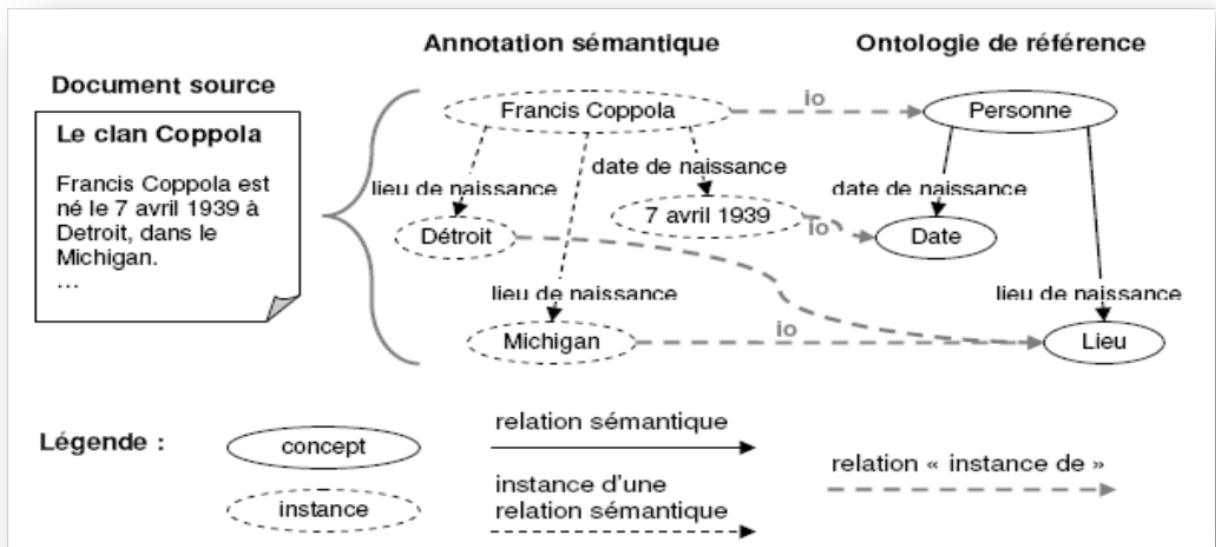 Annotation sémantique
Ontologie de référence
Document source
Le clan Coppola
Francis Coppola est
né le 7 avril 1939 à
Detroit, dans le
Michigan.
...
Francis Coppola
io
Personne
lieu de naissance
date de naissance
date de naissance
Détroit
7 avril 1939
io
Date
lieu de naissance
lieu de naissance
Michigan
io
Lieu
Légende :
concept
relation sémantique
relation « instance de »
instance
instance d'une
relation sémantique